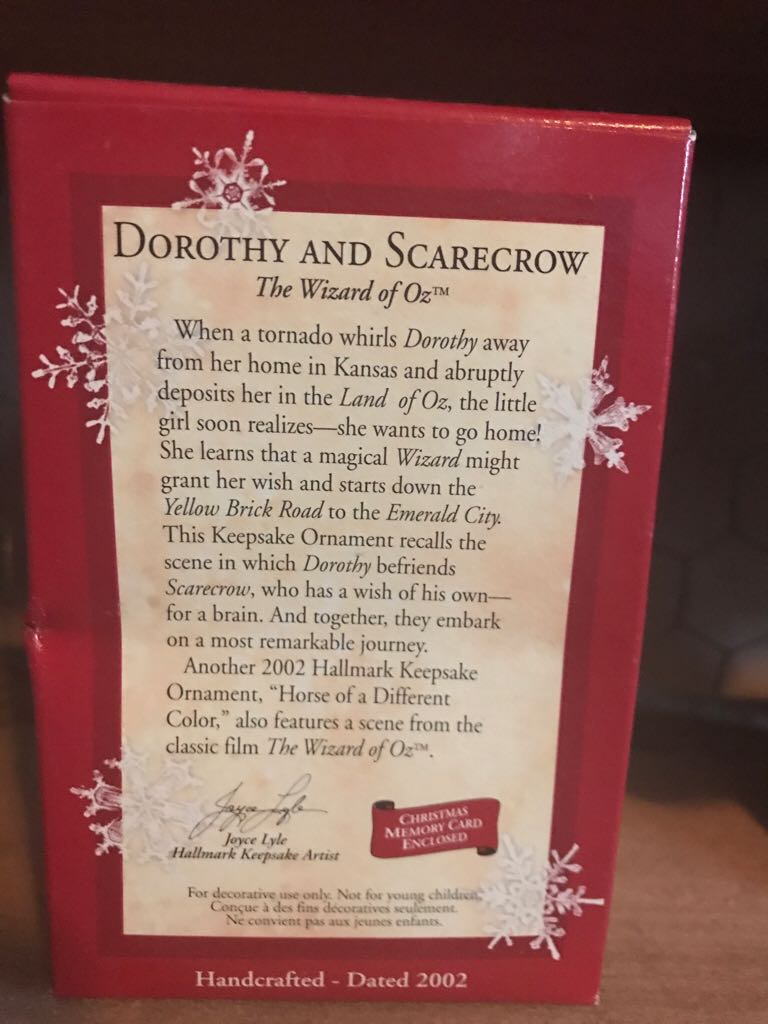 DOROTHY AND SCARECROW
The Wizard of Oz™
When a tornado whirls Dorothy away
from her home in Kansas and abruptly
deposits her in the Land of Oz, the little
girl soon realizes—she wants to go home!
She learns that a magical Wizard might
grant her wish and starts down the
Yellow Brick Road to the Emerald City.
This Keepsake Ornament recalls the
scene in which Dorothy befriends
Scarecrow, who has a wish of his own—
for a brain. And together, they embark
on a most remarkable journey.
Another 2002 Hallmark Keepsake
Ornament, “Horse of a Different
Color,” also features a scene from the
classic film The Wizard of Oz™.
Joyce Lyle
Joyce Lyle
Hallmark Keepsake Artist
CHRISTMAS
MEMORY CARD
ENCLOSED
For decorative use only. Not for young children.
Conçue à des fins décoratives seulement.
Ne convient pas aux jeunes enfants.
Handcrafted - Dated 2002